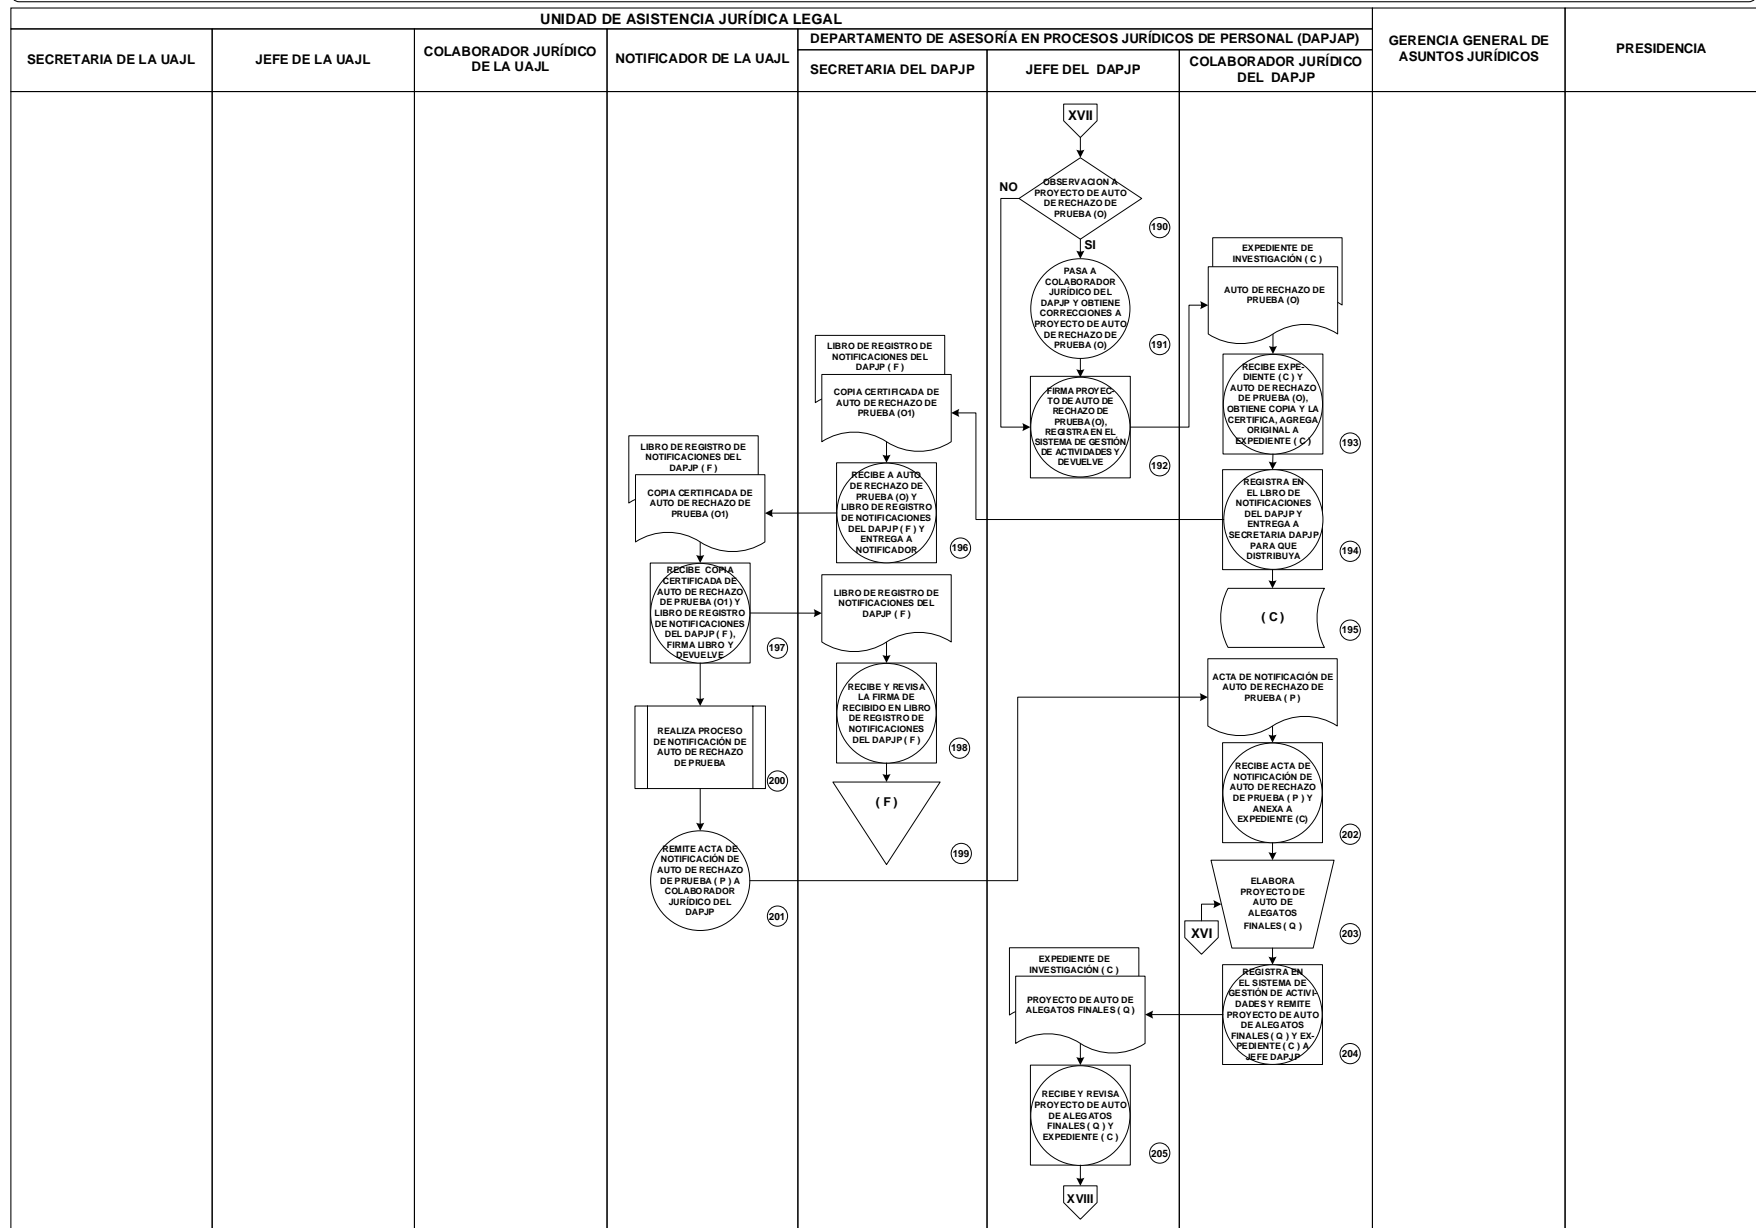 UNIDAD DE ASISTENCIA JURÍDICA LEGAL
SECRETARIA DE LA UAJL
JEFE DE LA UAJL
COLABORADOR JURÍDICO
DE LA UAJL
NOTIFICADOR DE LA UAJL
DEPARTAMENTO DE ASESORÍA EN PROCESOS JURÍDICOS DE PERSONAL (DAPJAP)
SECRETARIA DEL DAPJP
JEFE DEL DAPJP
COLABORADOR JURÍDICO
DEL DAPJP
GERENCIA GENERAL DE
ASUNTOS JURÍDICOS
PRESIDENCIA
XVII
OBSERVACION A
PROYECTO DE AUTO
DE RECHAZO DE
PRUEBA (O)
NO
190
SI
PASA A
COLABORADOR
JURÍDICO DEL
DAPJP Y OBTIENE
CORRECCIONES A
PROYECTO DE AUTO
DE RECHAZO DE
PRUEBA (O)
191
FIRMA PROYEC-
TO DE AUTO DE
RECHAZO DE
PRUEBA (O),
REGISTRA EN EL
SISTEMA DE GESTIÓN
DE ACTIVIDADES Y
DEVUELVE
192
EXPEDIENTE DE
INVESTIGACIÓN ( C )
AUTO DE RECHAZO DE
PRUEBA (O)
RECIBE EXPE-
DIENTE ( C ) Y
AUTO DE RECHAZO
DE PRUEBA (O),
OBTIENE COPIA Y LA
CERTIFICA, AGREGA
ORIGINAL A
EXPEDIENTE ( C )
193
REGISTRA EN
EL LBRO DE
NOTIFICACIONES
DEL DAPJP Y
ENTREGA A
SECRETARIA DAPJP
PARA QUE
DISTRIBUYA
194
( C )
195
LIBRO DE REGISTRO DE
NOTIFICACIONES DEL
DAPJP ( F )
COPIA CERTIFICADA DE
AUTO DE RECHAZO DE
PRUEBA (O1)
RECIBE A AUTO
DE RECHAZO DE
PRUEBA (O) Y
LIBRO DE REGISTRO
DE NOTIFICACIONES
DEL DAPJP ( F ) Y
ENTREGA A
NOTIFICADOR
196
LIBRO DE REGISTRO DE
NOTIFICACIONES DEL
DAPJP ( F )
COPIA CERTIFICADA DE
AUTO DE RECHAZO DE
PRUEBA (O1)
RECIBE COPIA
CERTIFICADA DE
AUTO DE RECHAZO
DE PRUEBA (O1) Y
LIBRO DE REGISTRO
DE NOTIFICACIONES
DEL DAPJP ( F ),
FIRMA LIBRO Y
DEVUELVE
197
LIBRO DE REGISTRO DE
NOTIFICACIONES DEL
DAPJP ( F )
RECIBE Y REVISA
LA FIRMA DE
RECIBIDO EN LIBRO
DE REGISTRO DE
NOTIFICACIONES
DEL DAPJP ( F )
198
( F )
199
REALIZA PROCESO
DE NOTIFICACIÓN DE
AUTO DE RECHAZO
DE PRUEBA
200
REMITE ACTA DE
NOTIFICACIÓN DE
AUTO DE RECHAZO
DE PRUEBA ( P ) A
COLABORADOR
JURÍDICO DEL
DAPJP
201
ACTA DE NOTIFICACIÓN DE
AUTO DE RECHAZO DE
PRUEBA ( P )
RECIBE ACTA DE
NOTIFICACIÓN DE
AUTO DE RECHAZO
DE PRUEBA ( P ) Y
ANEXA A
EXPEDIENTE (C)
202
ELABORA
PROYECTO DE
AUTO DE
ALEGATOS
FINALES ( Q )
203
XVI
REGISTRA EN
EL SISTEMA DE
GESTIÓN DE ACTIVI-
DADES Y REMITE
PROYECTO DE AUTO
DE ALEGATOS
FINALES ( Q ) Y EX-
PEDIENTE ( C ) A
JEFE DAPJP
204
EXPEDIENTE DE
INVESTIGACIÓN ( C )
PROYECTO DE AUTO DE
ALEGATOS FINALES ( Q )
RECIBE Y REVISA
PROYECTO DE AUTO
DE ALEGATOS
FINALES ( Q ) Y
EXPEDIENTE ( C )
205
XVIII